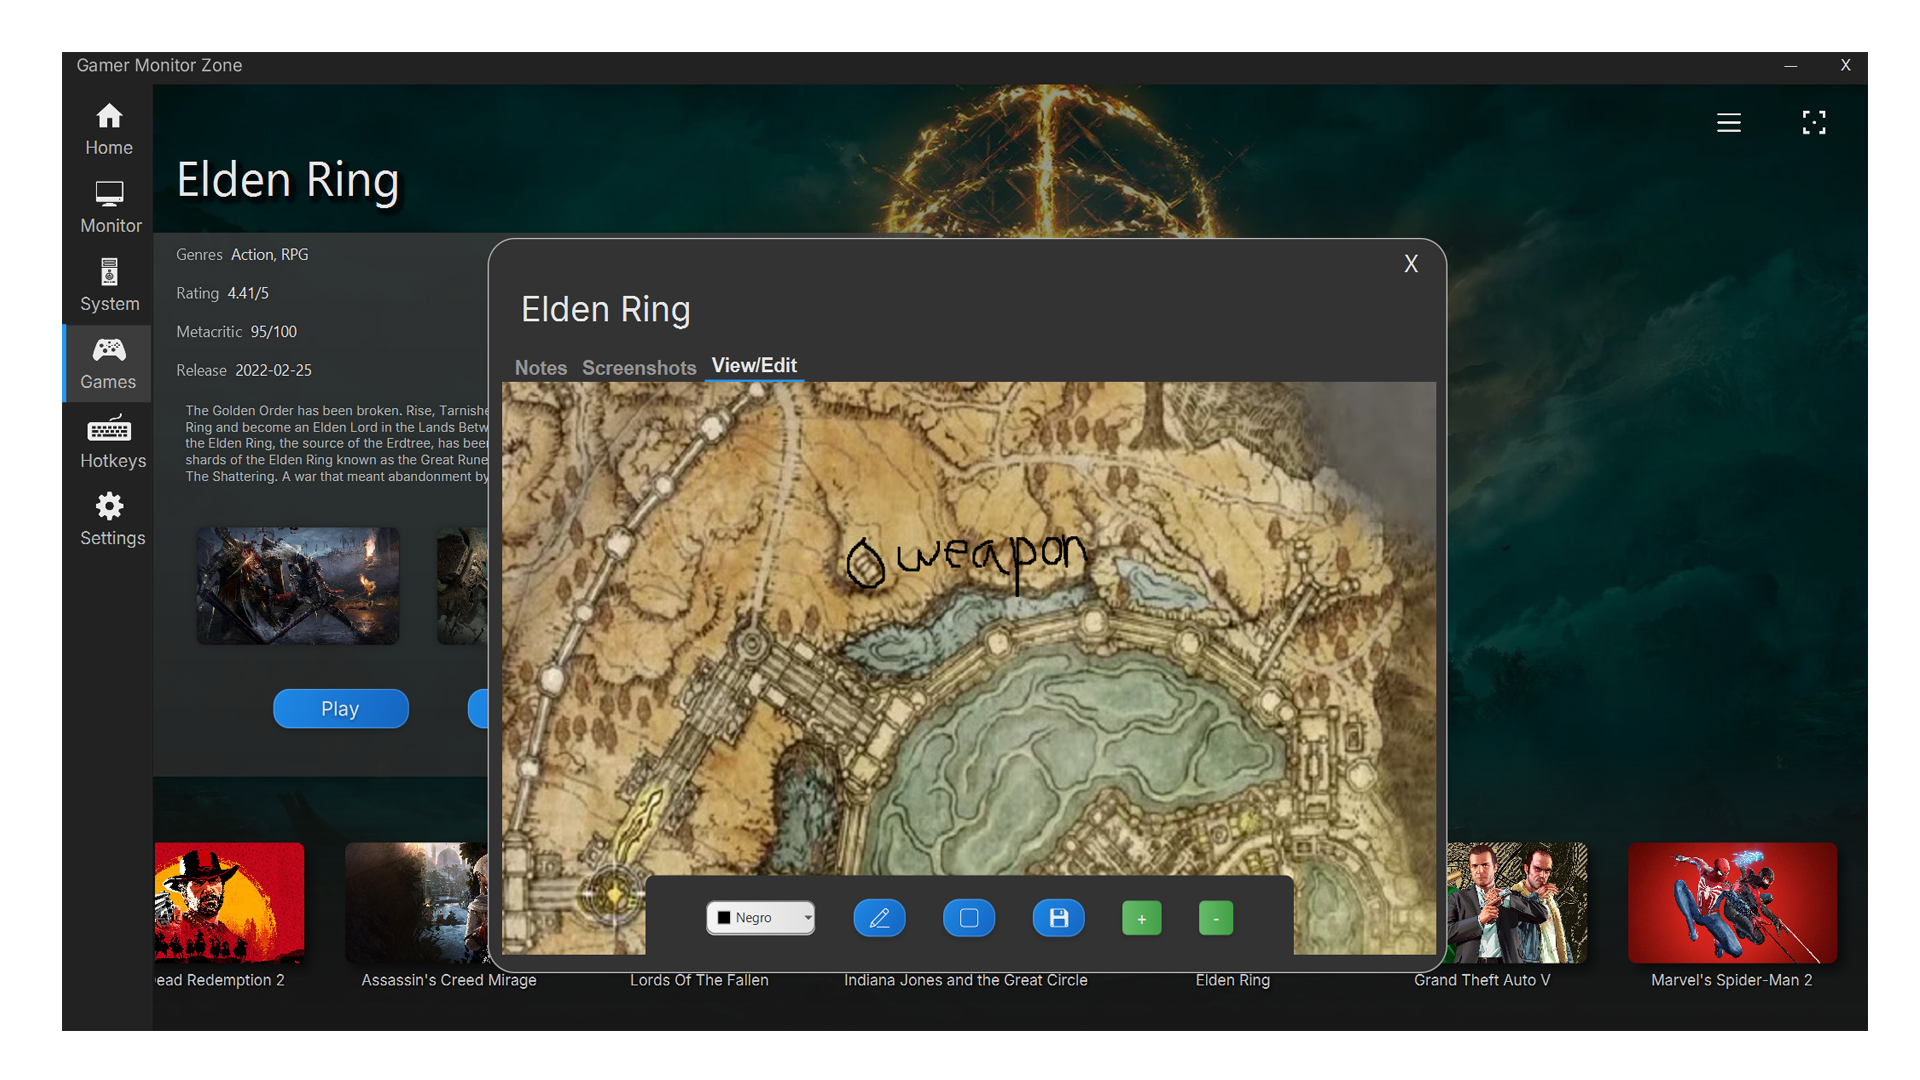 Gamer Monitor Zone
X
Home
Monitor
System
Games
Hotkeys
Settings
Elden Ring
Genres Action, RPG
Rating 4.41/5
Metacritic 95/100
Release 2022-02-25
The Golden Order has been broken. Rise, Tarnishe
Ring and become an Elden Lord in the Lands Betw
the Elden Ring, the source of the Erdtree, has bee
shards of the Elden Ring known as the Great Rune
The Shattering. A war that meant abandonment by
Play
X
Elden Ring
Notes Screenshots View/Edit
weapon
Negro
+
-
ead Redemption 2
Assassin's Creed Mirage
Lords Of The Fallen
Indiana Jones and the Great Circle
Elden Ring
Grand Theft Auto V
Marvel's Spider-Man 2